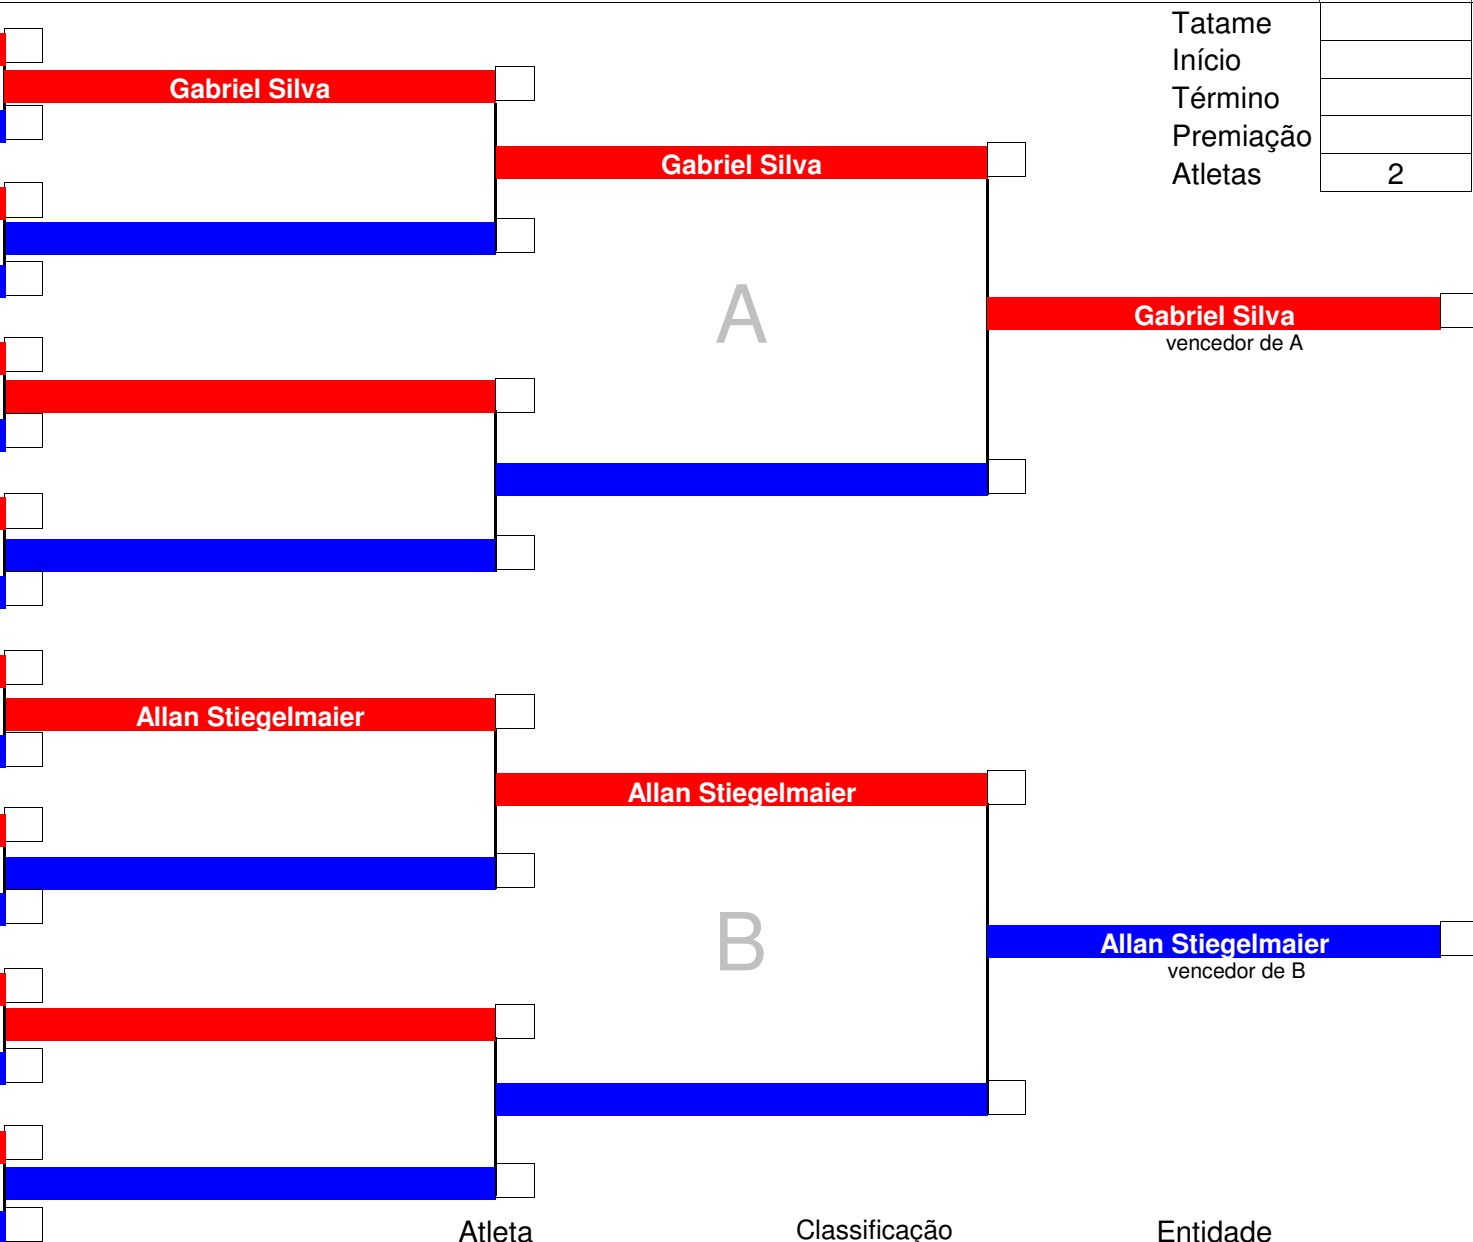 Tatame
Início
Término
Premiação
Atletas 2
Gabriel Silva
Gabriel Silva
A
Gabriel Silva
vencedor de A
Allan Stiegelmaier
Allan Stiegelmaier
B
Allan Stiegelmaier
vencedor de B
Atleta Classificação Entidade